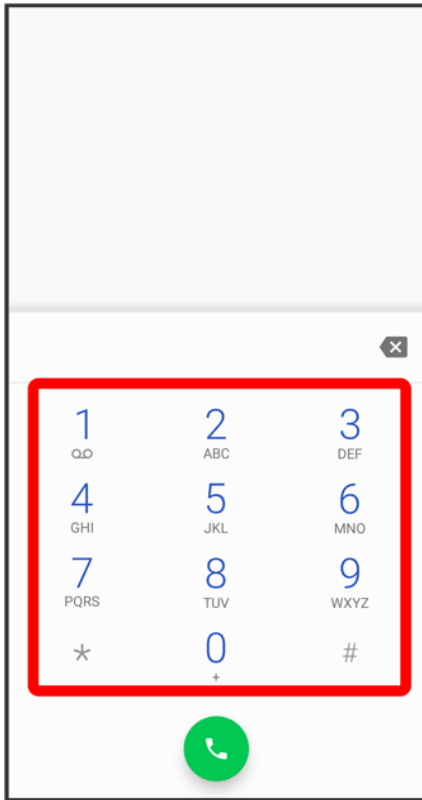 1 2 3
ABC DEF
4 5 6
GHI JKL MNO
7 8 9
PQRS TUV WXYZ
* 0 #
+